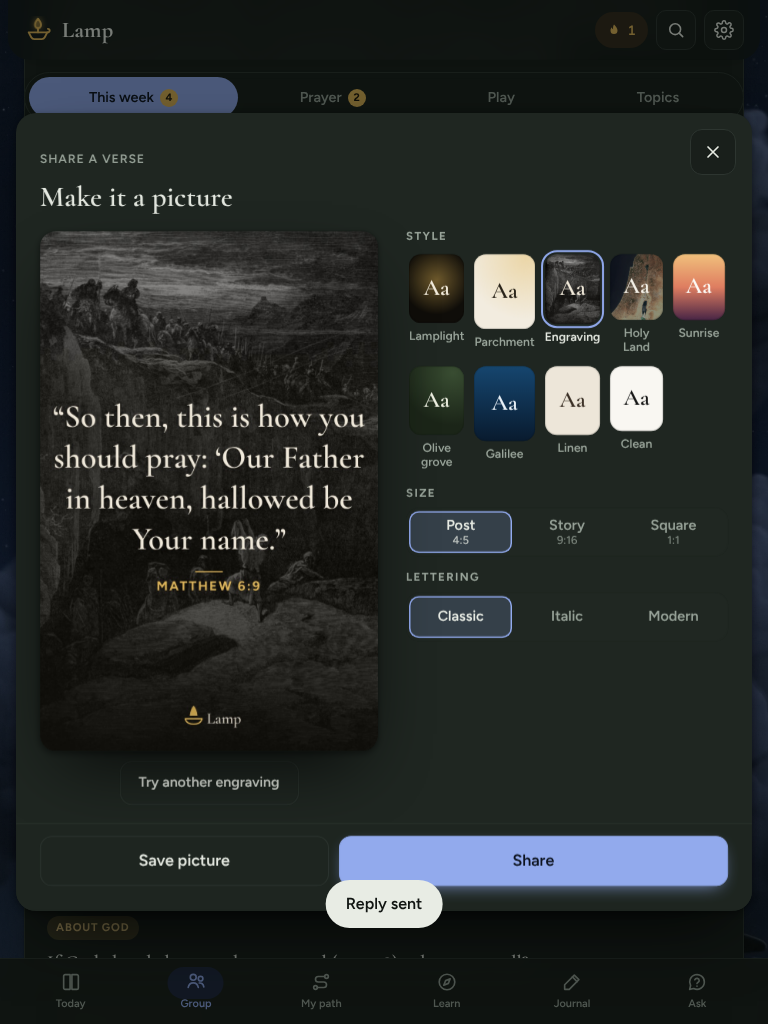 Lamp
1
This week 4
Prayer 2
Play
Topics
SHARE A VERSE
Make it a picture
“So then, this is how you
should pray: ‘Our Father
in heaven, hallowed be
Your name.”
MATTHEW 6:9
Lamp
Try another engraving
STYLE
Aa
Aa
Aa
Aa
Aa
Lamplight
Parchment
Engraving
Holy
Land
Sunrise
Aa
Aa
Aa
Aa
Olive
grove
Galilee
Linen
Clean
SIZE
Post
4:5
Story
9:16
Square
1:1
LETTERING
Classic
Italic
Modern
Save picture
Share
Reply sent
ABOUT GOD
Today
Group
My path
Learn
Journal
Ask